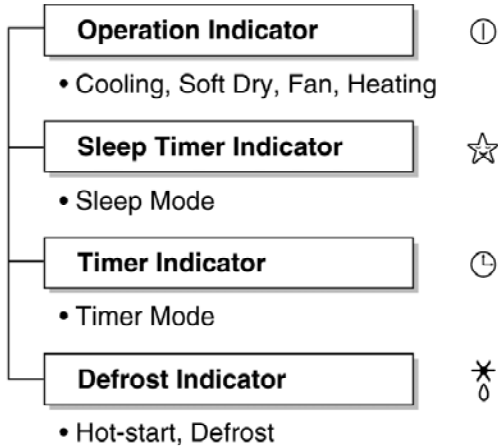 Operation Indicator
• Cooling, Soft Dry, Fan, Heating
Sleep Timer Indicator
• Sleep Mode
Timer Indicator
• Timer Mode
Defrost Indicator
• Hot-start, Defrost